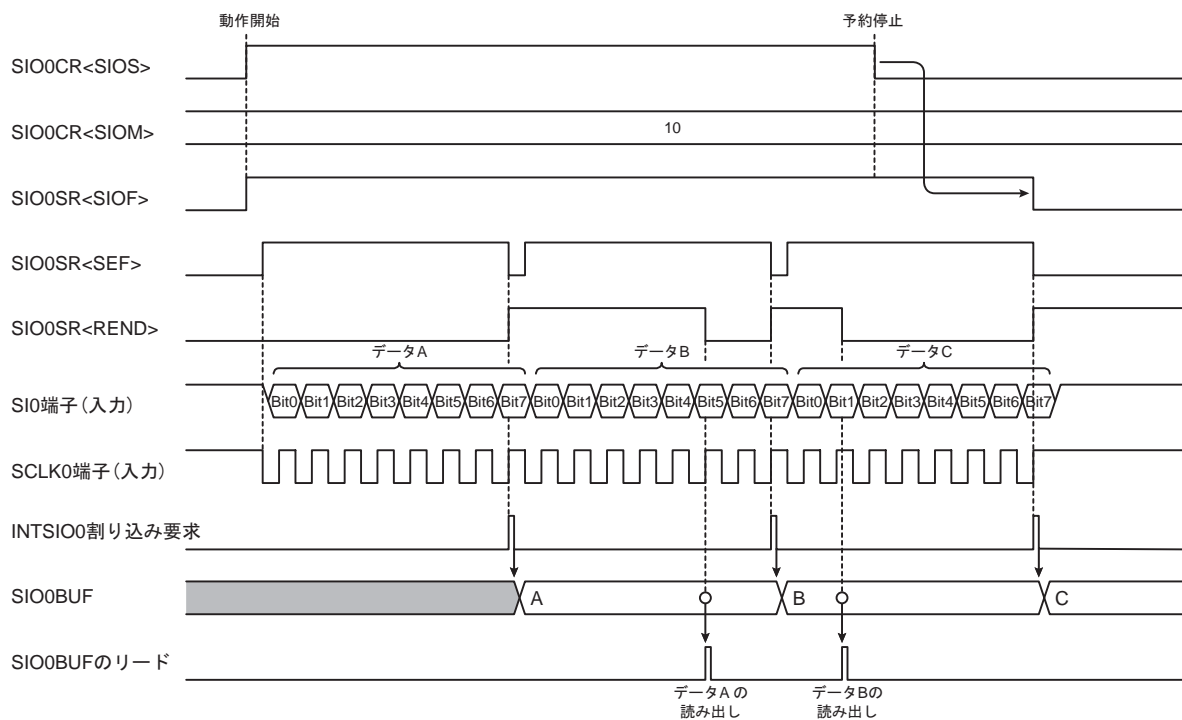 動作開始
予約停止
SIO0CR<SIOS>
SIO0CR<SIOM>
10
SIO0SR<SIOF>
SIO0SR<SEF>
SIO0SR<REND>
データA
データB
データC
SI0端子(入力)
Bit0 Bit1 Bit2 Bit3 Bit4 Bit5 Bit6 Bit7 Bit0 Bit1 Bit2 Bit3 Bit4 Bit5 Bit6 Bit7 Bit0 Bit1 Bit2 Bit3 Bit4 Bit5 Bit6 Bit7
SCLK0端子(入力)
INTSIO0割り込み要求
SIO0BUF
A
B
C
SIO0BUFのリード
データA の
読み出し
データBの
読み出し